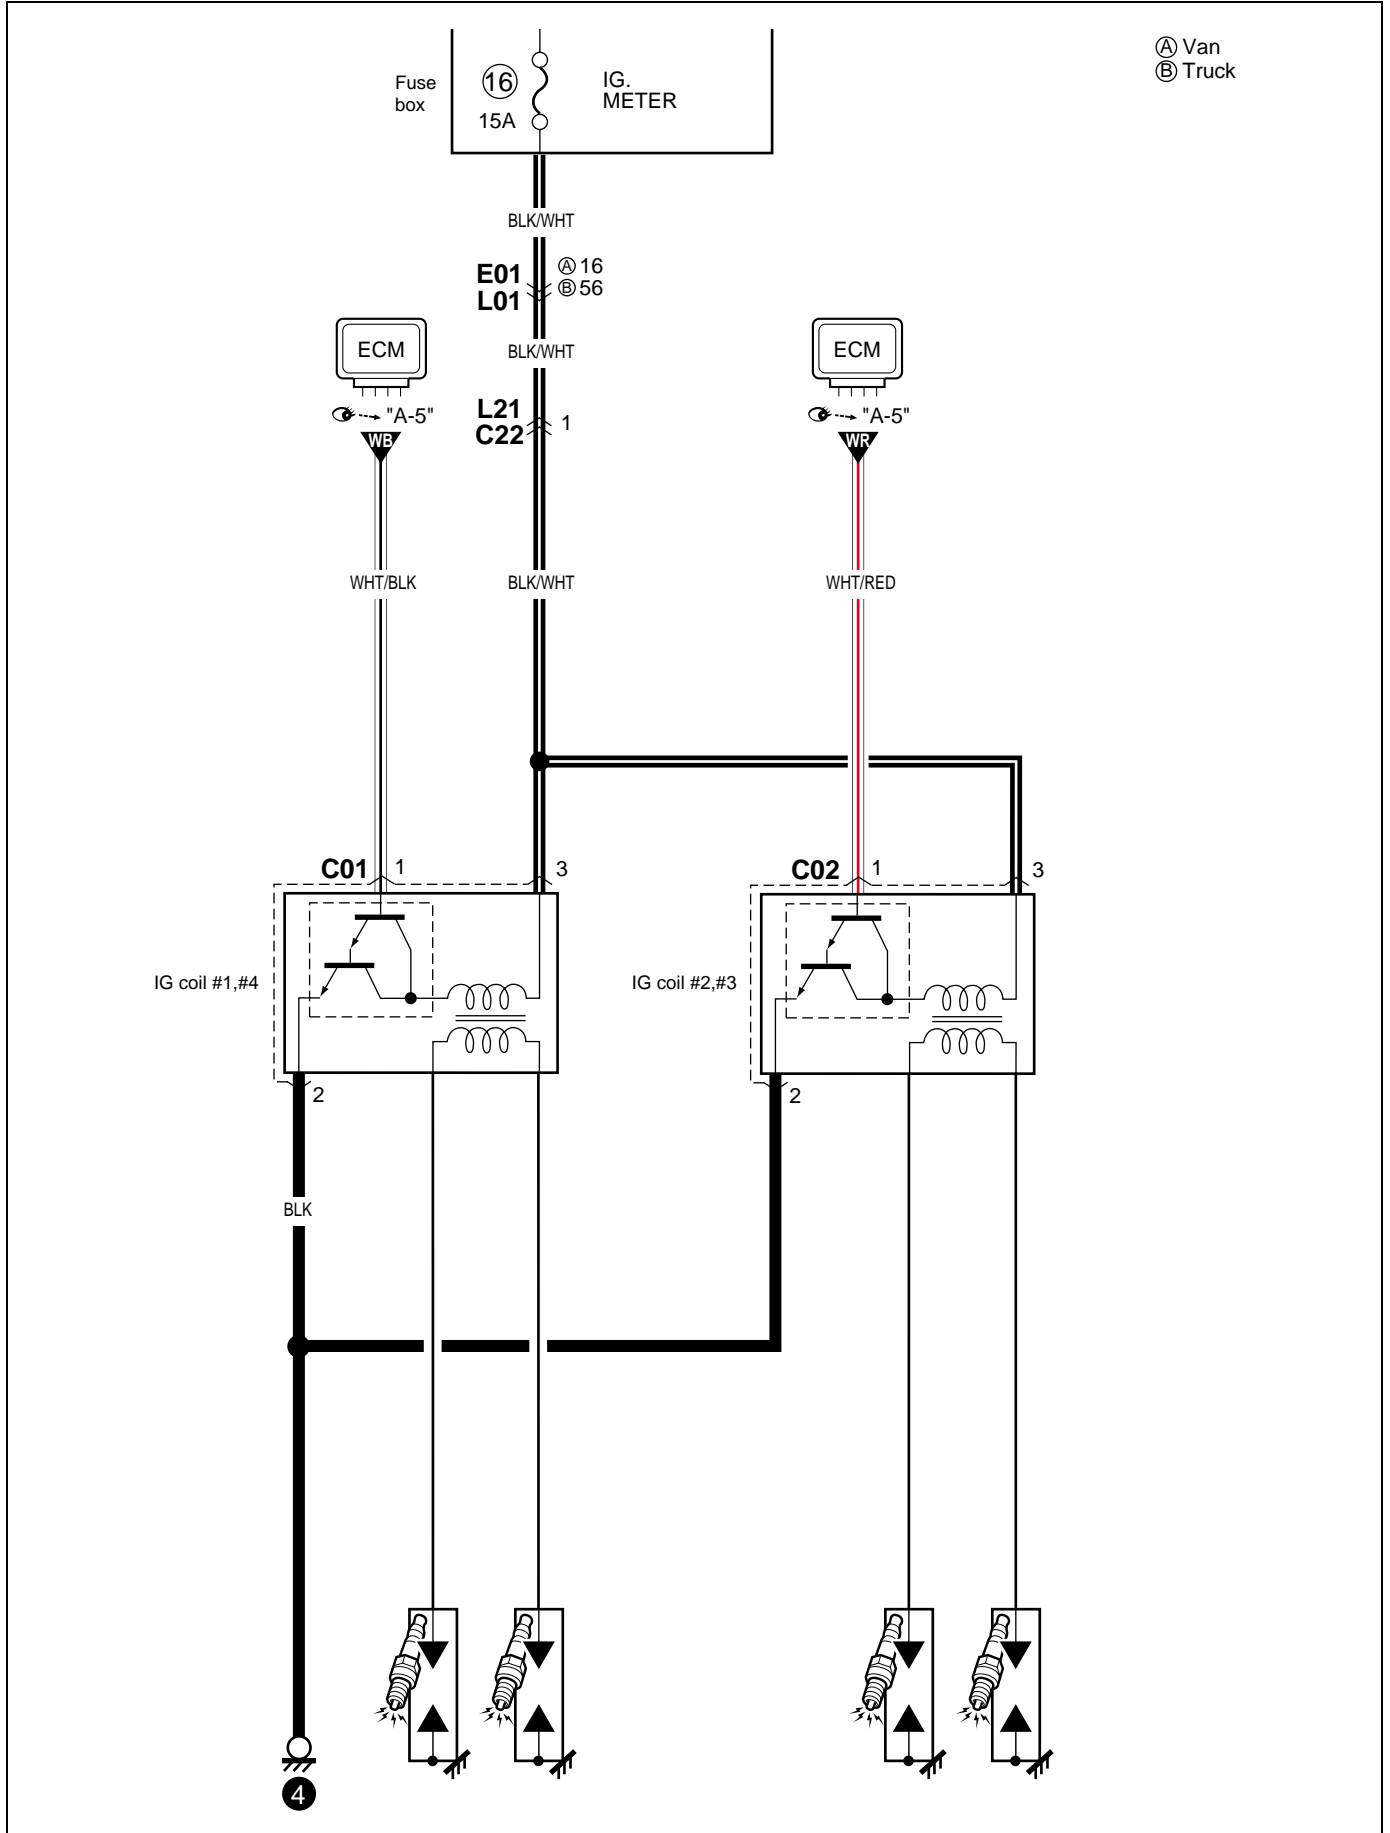 Ⓐ Van
Ⓑ Truck
Fuse
box
16
15A
IG.
METER
BLK/WHT
E01
L01
Ⓐ 16
Ⓑ 56
ECM
BLK/WHT
ECM
"A-5"
L21
C22
1
"A-5"
WB
WR
WHT/BLK
BLK/WHT
WHT/RED
C01
1
3
C02
1
3
IG coil #1,#4
IG coil #2,#3
2
2
BLK
4